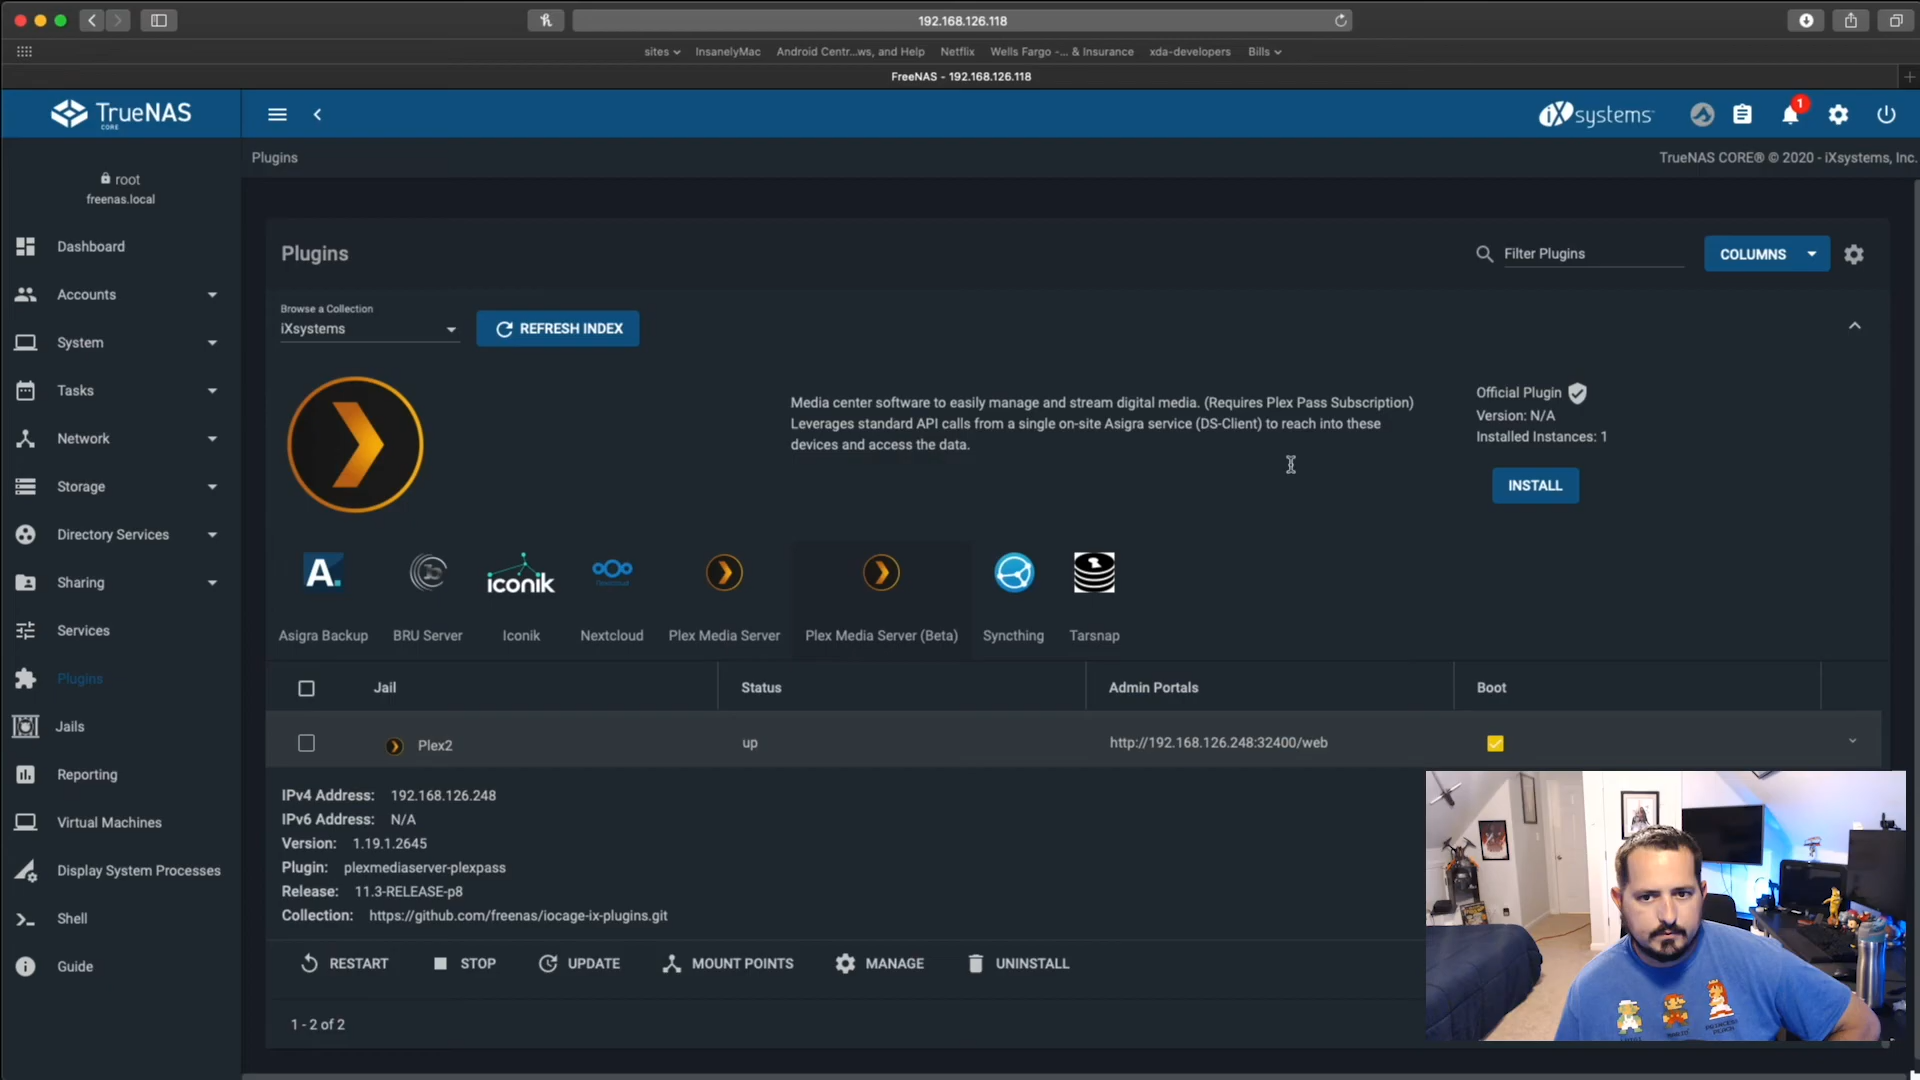 192.168.126.118
sites
InsanelyMac
Android Centr...ws, and Help
Netflix
Wells Fargo -... & Insurance
xda-developers
Bills
FreeNAS - 192.168.126.118
TrueNAS
CORE
iXsystems
1
root
freenas.local
Plugins
TrueNAS CORE® © 2020 - iXsystems, Inc.
Dashboard
Accounts
System
Tasks
Network
Storage
Directory Services
Sharing
Services
Plugins
Jails
Reporting
Virtual Machines
Display System Processes
Shell
Guide
Plugins
Filter Plugins
COLUMNS
Browse a Collection
iXsystems
REFRESH INDEX
Media center software to easily manage and stream digital media. (Requires Plex Pass Subscription)
Leverages standard API calls from a single on-site Asigra service (DS-Client) to reach into these
devices and access the data.
Official Plugin
Version: N/A
Installed Instances: 1
INSTALL
A.
iconik
Asigra Backup
BRU Server
Iconik
Nextcloud
Plex Media Server
Plex Media Server (Beta)
Syncthing
Tarsnap
Jail
Status
Admin Portals
Boot
Plex2
up
http://192.168.126.248:32400/web
IPv4 Address: 192.168.126.248
IPv6 Address: N/A
Version: 1.19.1.2645
Plugin: plexmediaserver-plexpass
Release: 11.3-RELEASE-p8
Collection: https://github.com/freenas/iocage-ix-plugins.git
RESTART
STOP
UPDATE
MOUNT POINTS
MANAGE
UNINSTALL
1 - 2 of 2